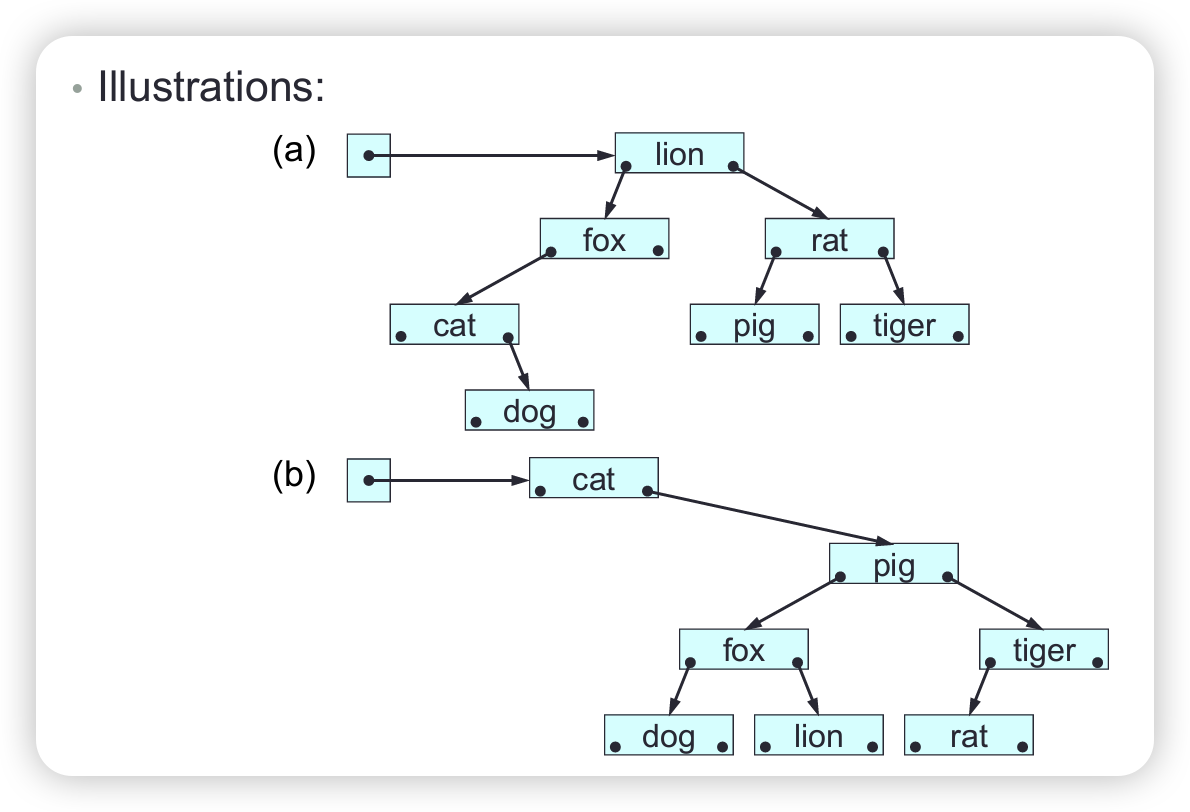 • Illustrations:
(a) lion
fox rat
cat pig tiger
dog
(b) cat
pig
fox tiger
dog lion rat